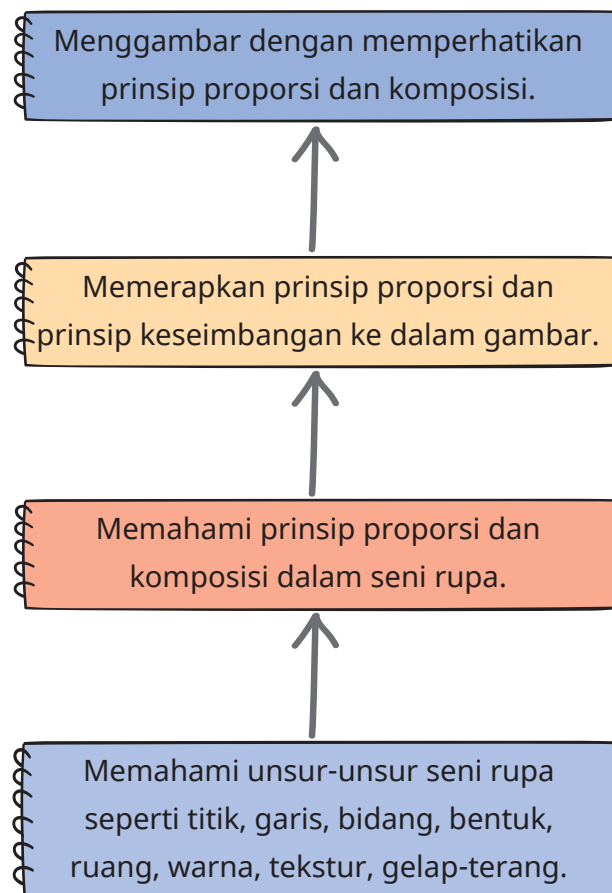 Menggambar dengan memperhatikan
prinsip proporsi dan komposisi.
Memerapkan prinsip proporsi dan
prinsip keseimbangan ke dalam gambar.
Memahami prinsip proporsi dan
komposisi dalam seni rupa.
Memahami unsur-unsur seni rupa
seperti titik, garis, bidang, bentuk,
ruang, warna, tekstur, gelap-terang.